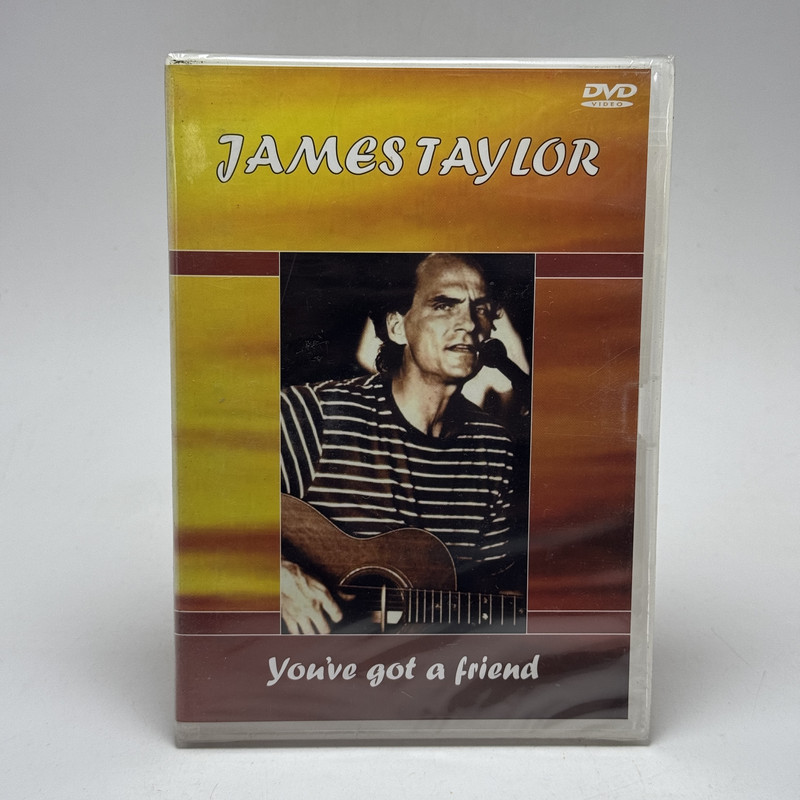 DVD
VIDEO
JAMES TAYLOR
You've got a friend